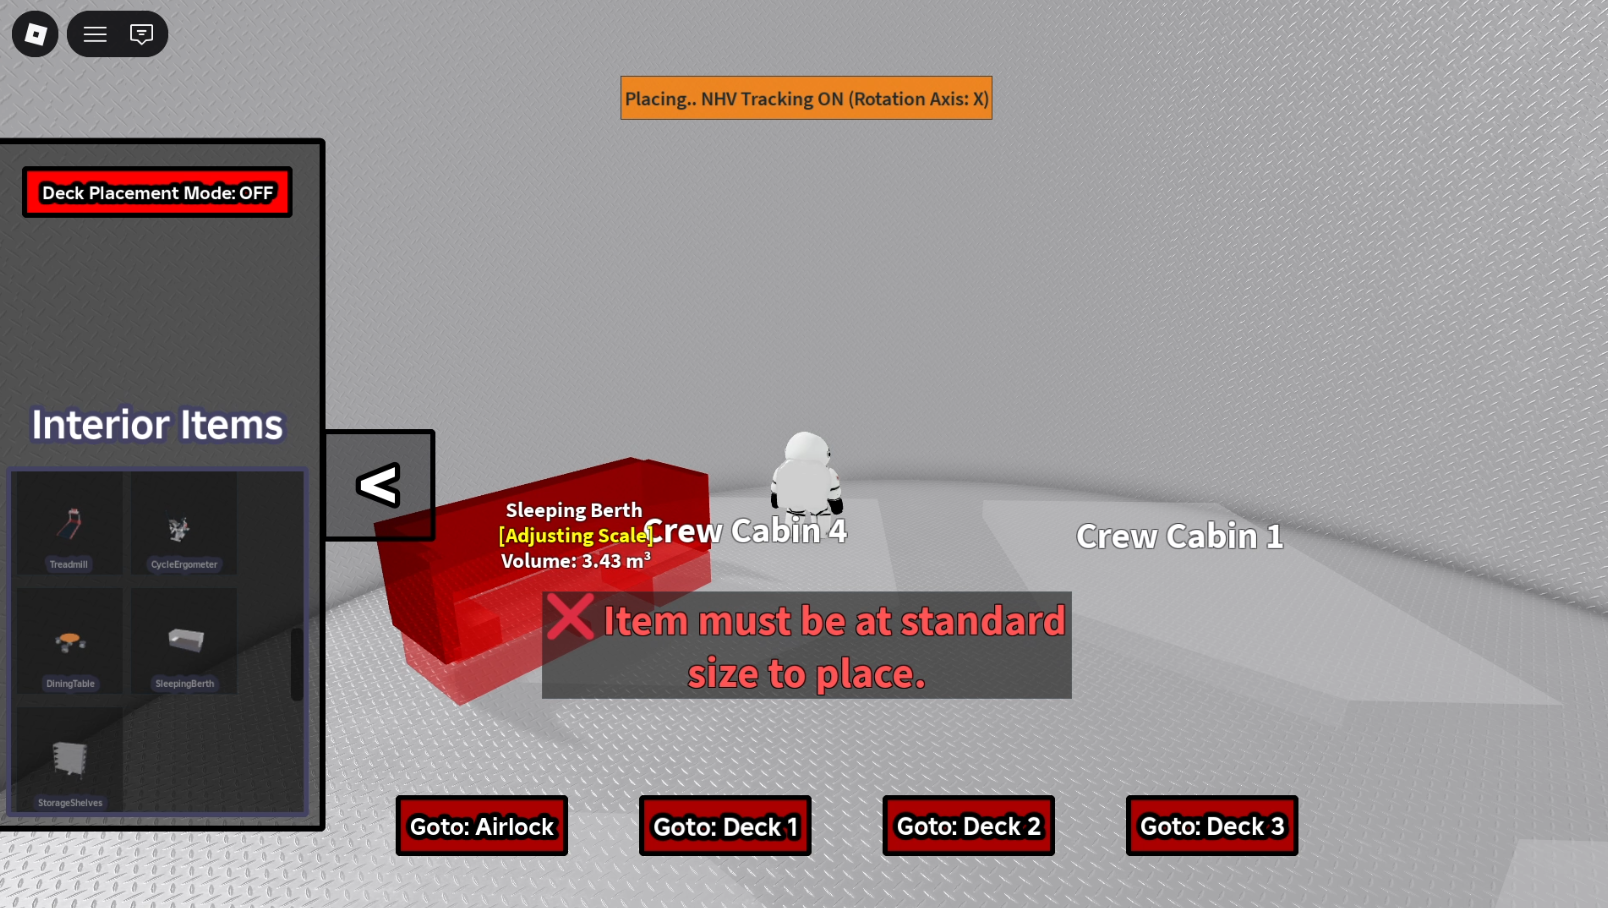 Placing.. NHV Tracking ON (Rotation Axis: X)
Deck Placement Mode: OFF
Interior Items
Treadmill
CycleErgometer
DiningTable
SleepingBerth
StorageShelves
<
Sleeping Berth
[Adjusting Scale]
Volume: 3.43 m³
Crew Cabin 4
Crew Cabin 1
❌ Item must be at standard
size to place.
Goto: Airlock
Goto: Deck 1
Goto: Deck 2
Goto: Deck 3